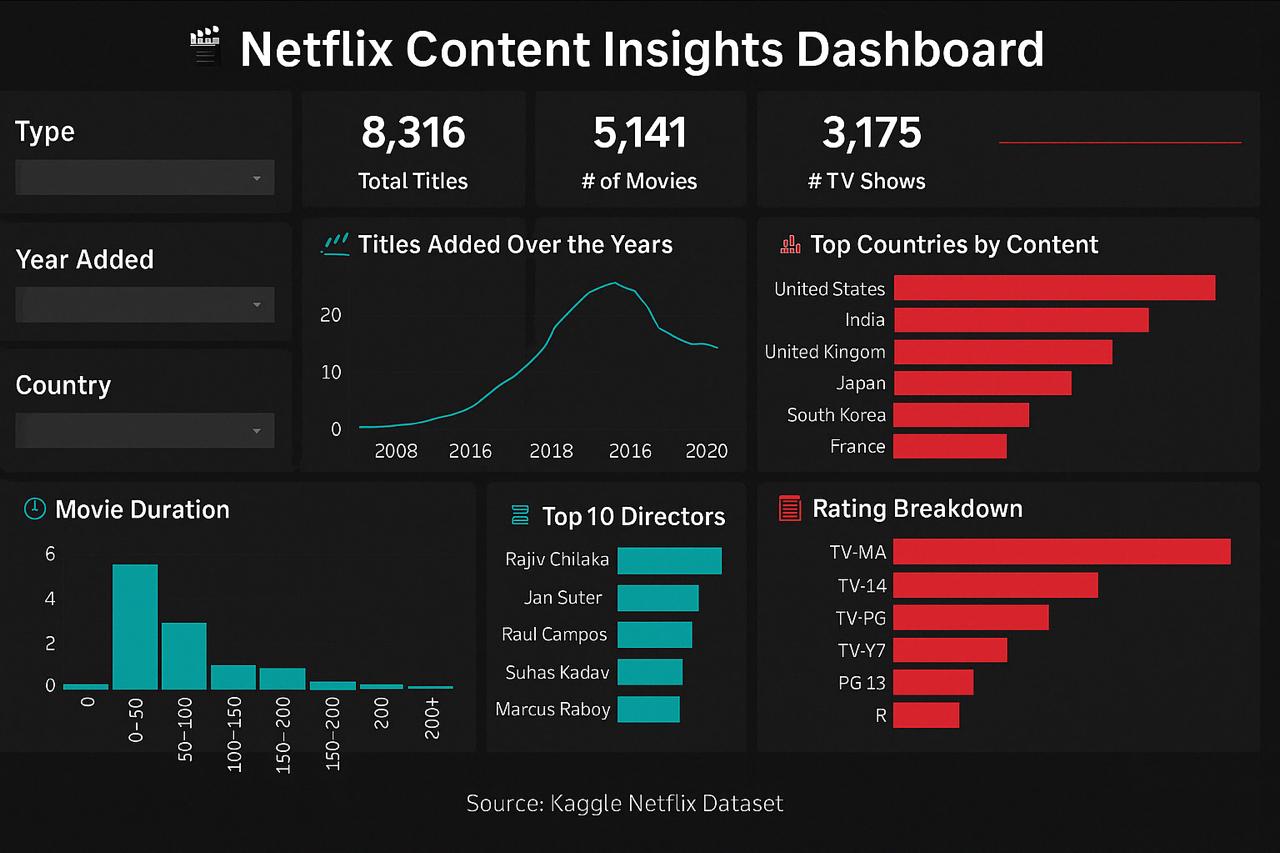 Netflix Content Insights Dashboard
Type
8,316
Total Titles
5,141
# of Movies
3,175
# TV Shows
Year Added
Country
Titles Added Over the Years
20
10
0
2008 2016 2018 2016 2020
Top Countries by Content
United States
India
United Kingom
Japan
South Korea
France
Movie Duration
6
4
2
0
0
0–50
50–100
100–150
150–200
150–200
200
200+
Top 10 Directors
Rajiv Chilaka
Jan Suter
Raul Campos
Suhas Kadav
Marcus Raboy
Rating Breakdown
TV-MA
TV-14
TV-PG
TV-Y7
PG 13
R
Source: Kaggle Netflix Dataset